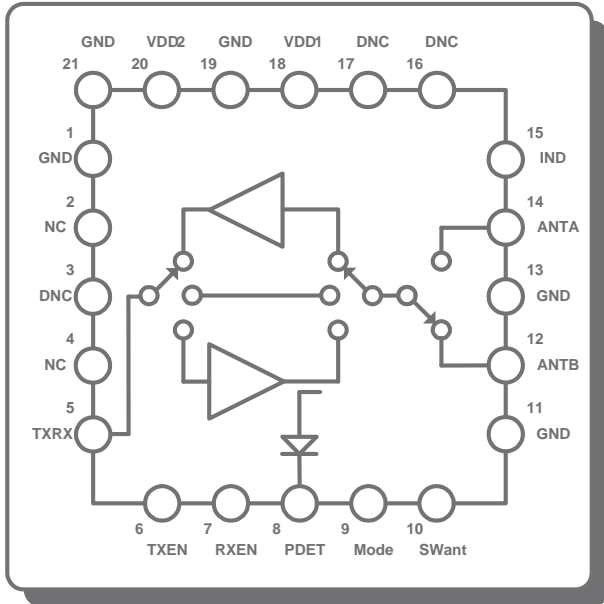 GND VDD2 GND VDD1 DNC DNC
21 20 19 18 17 16
1
GND
2
NC
3
DNC
4
NC
5
TXRX
15
IND
14
ANTA
13
GND
12
ANTB
11
GND
6 7 8 9 10
TXEN RXEN PDET Mode SWant